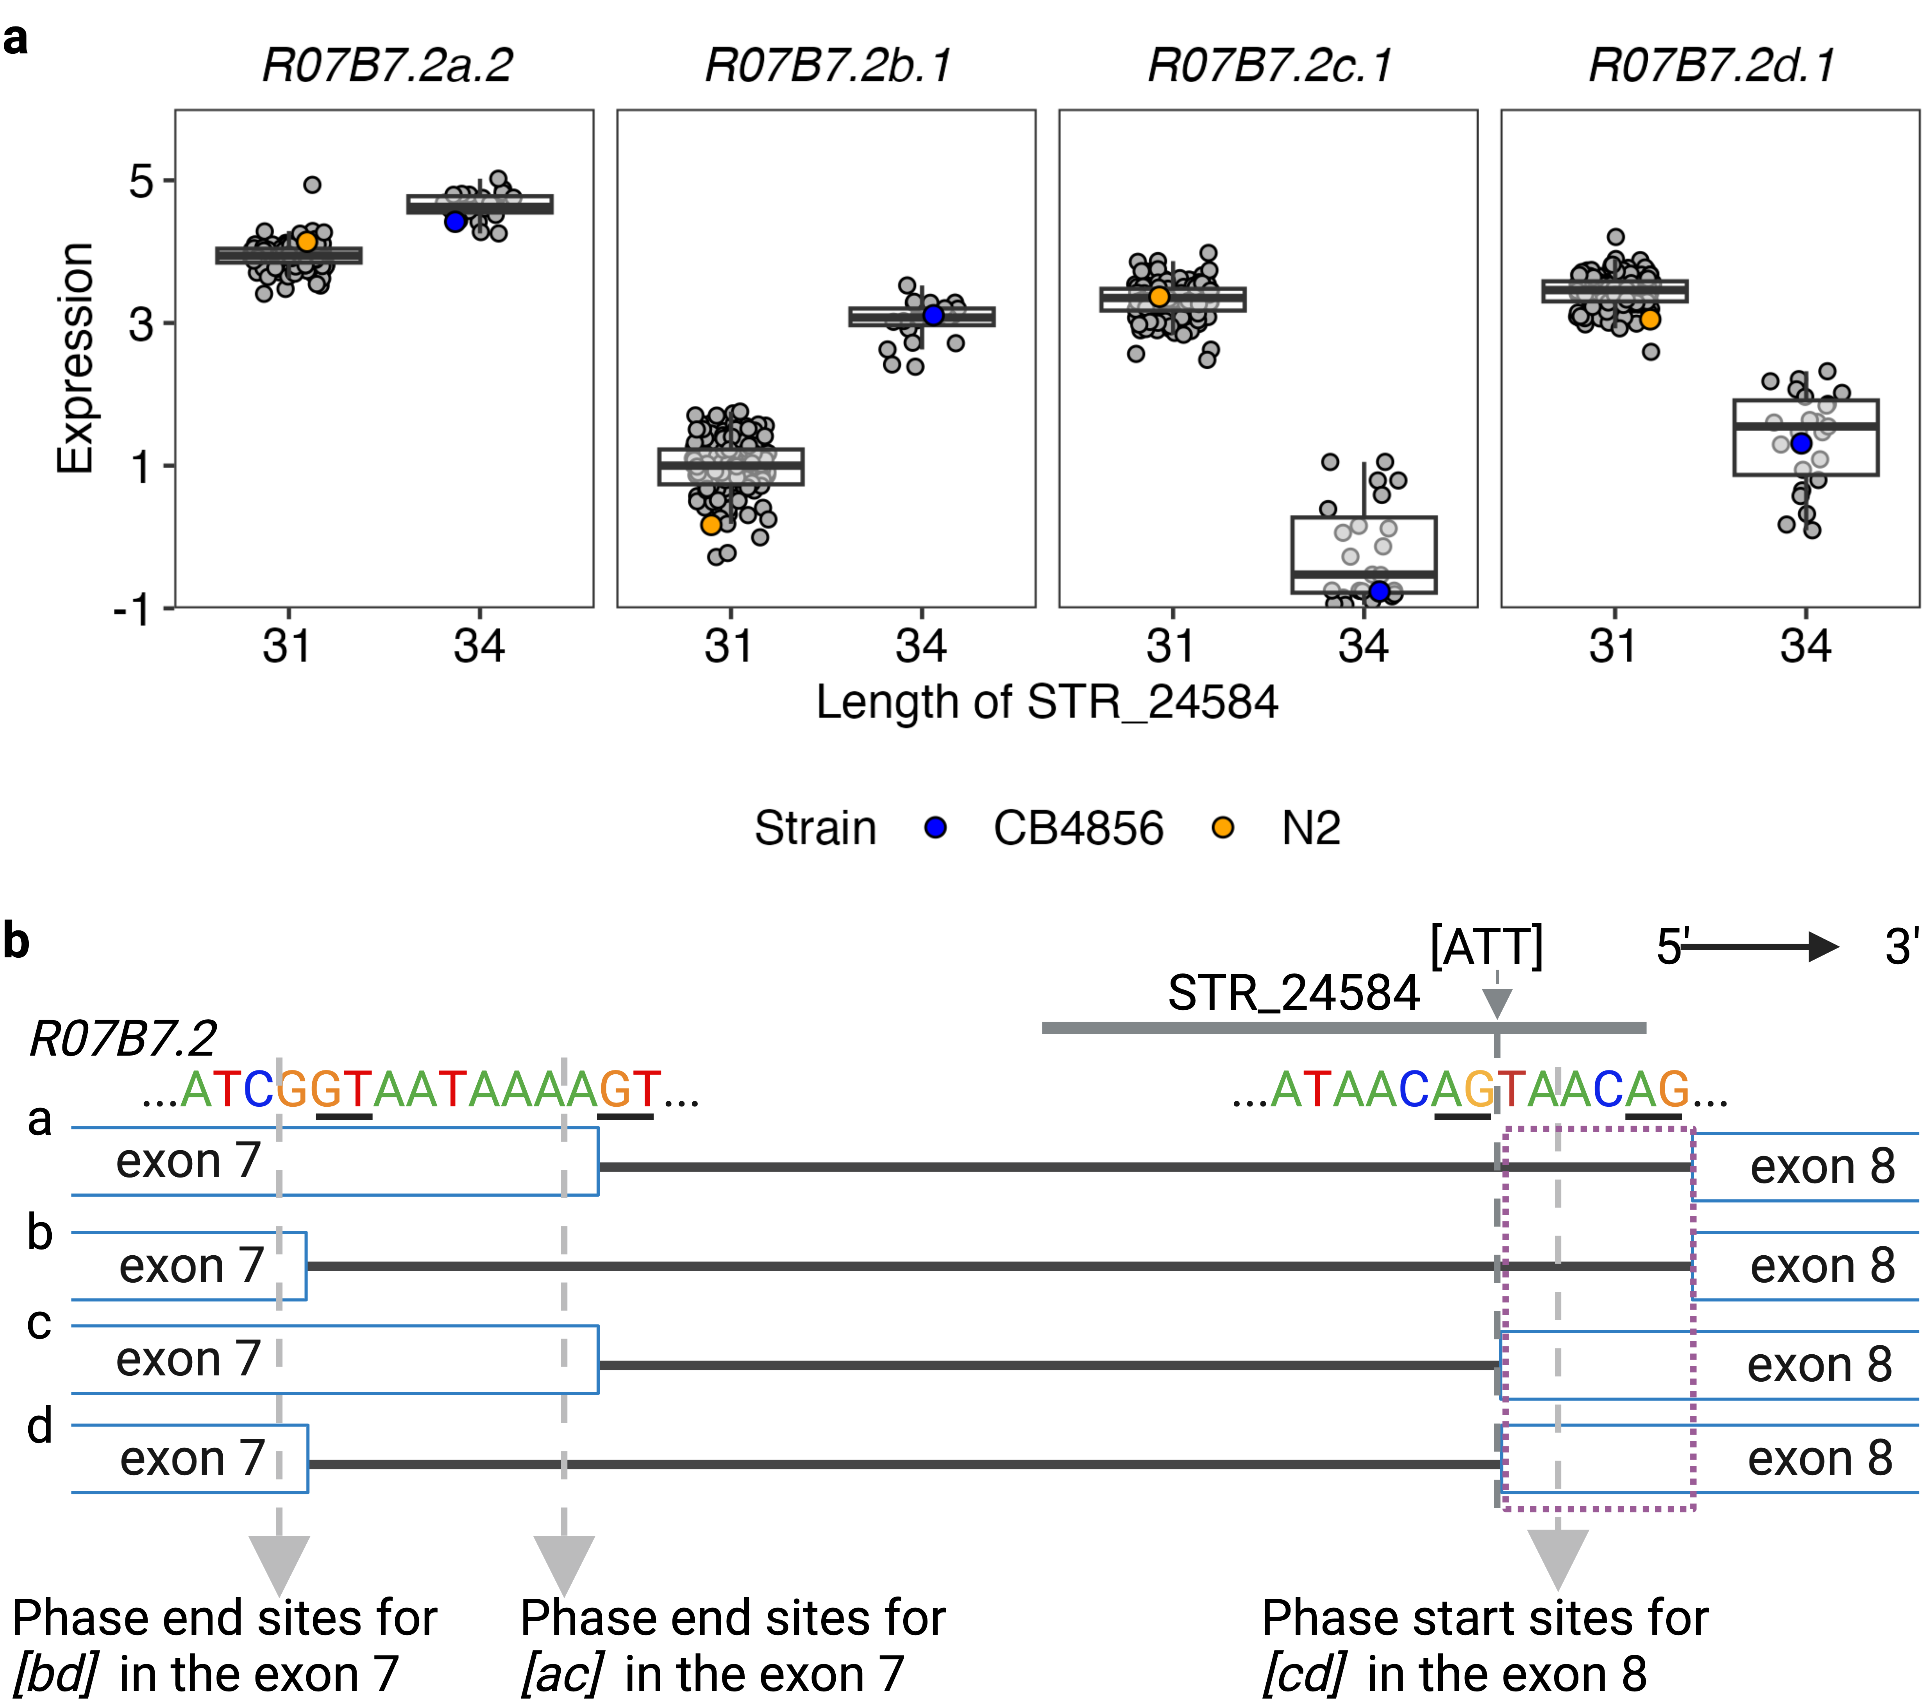 a
R07B7.2a.2 R07B7.2b.1 R07B7.2c.1 R07B7.2d.1
Expression
5
3
1
-1
31 34 31 34 31 34 31 34
Length of STR_24584
Strain CB4856 N2
b
[ATT] 5' 3'
STR_24584
R07B7.2
...ATCGGTAATAAAAGT... ...ATAACAGTAACAG...
a
exon 7 exon 8
b
exon 7 exon 8
c
exon 7 exon 8
d
exon 7 exon 8
Phase end sites for Phase end sites for Phase start sites for
[bd] in the exon 7 [ac] in the exon 7 [cd] in the exon 8